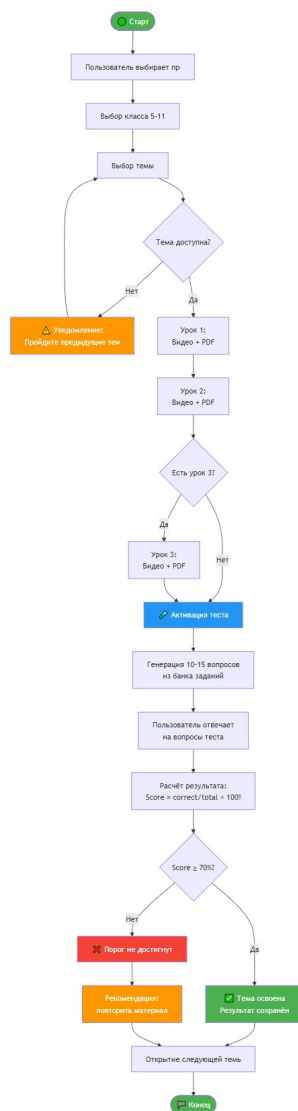 Старт
Пользователь выбирает пр
Выбор класса 5-11
Выбор темы
Тема доступна?
Нет
Да
⚠ Уведомление:
Пройдите предыдущие тем
Урок 1:
Видео + PDF
Урок 2:
Видео + PDF
Есть урок 3?
Да
Нет
Урок 3:
Видео + PDF
Активация теста
Генерация 10-15 вопросов
из банка заданий
Пользователь отвечает
на вопросы теста
Расчёт результата:
Score = correct/total × 100
Score ≥ 70%?
Нет
Да
❌ Порог не достигнут
Рекомендация:
повторить материал
✅ Тема освоена
Результат сохранён
Открытие следующей темы
Конец